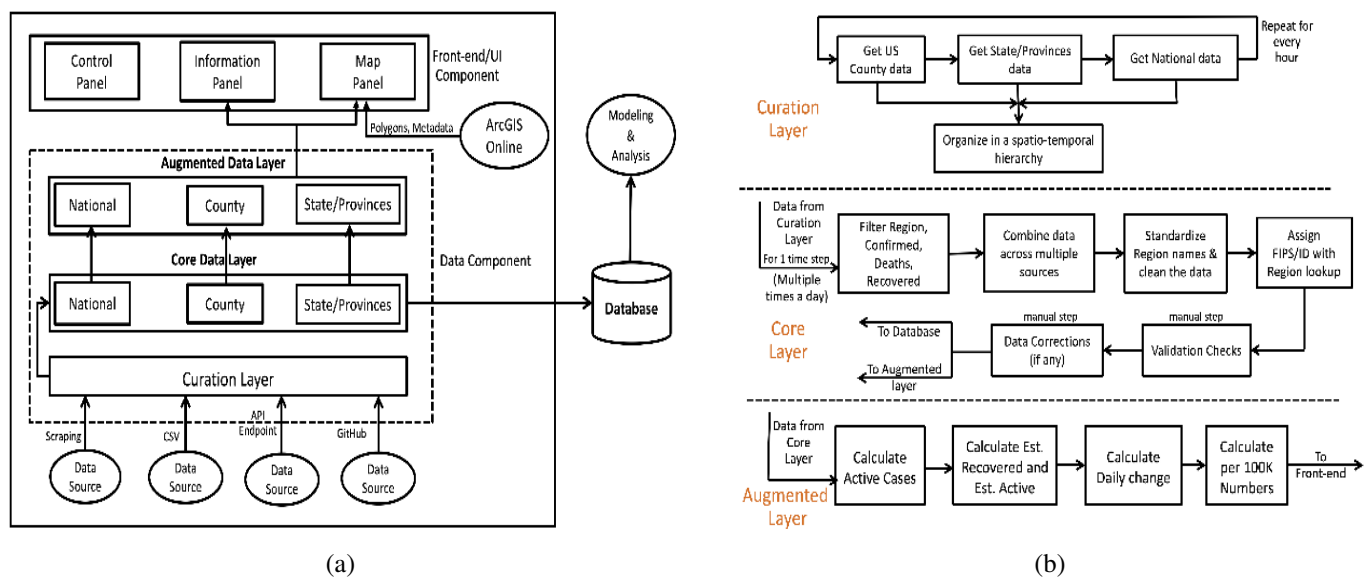 Control
Panel
Information
Panel
Map
Panel
Front-end/UI
Component
Polygons, Metadata
ArcGIS
Online
Augmented Data Layer
National
County
State/Provinces
Core Data Layer
National
County
State/Provinces
Data Component
Curation Layer
Scraping
CSV
API
Endpoint
GitHub
Data
Source
Data
Source
Data
Source
Data
Source
Modeling
&
Analysis
Database
(a)
Get US
County data
Get State/Provinces
data
Get National data
Repeat for
every
hour
Curation
Layer
Organize in a spatio-temporal
hierarchy
Data from
Curation
Layer
For 1 time step
(Multiple
times a day)
Filter Region,
Confirmed,
Deaths,
Recovered
Combine data
across multiple
sources
Standardize
Region names &
clean the data
Assign
FIPS/ID with
Region lookup
Core
Layer
To Database
To Augmented
layer
manual step
Data Corrections
(if any)
manual step
Validation Checks
Data from
Core
Layer
Augmented
Layer
Calculate
Active Cases
Calculate Est.
Recovered and
Est. Active
Calculate
Daily change
Calculate
per 100K
Numbers
To
Front-end
(b)